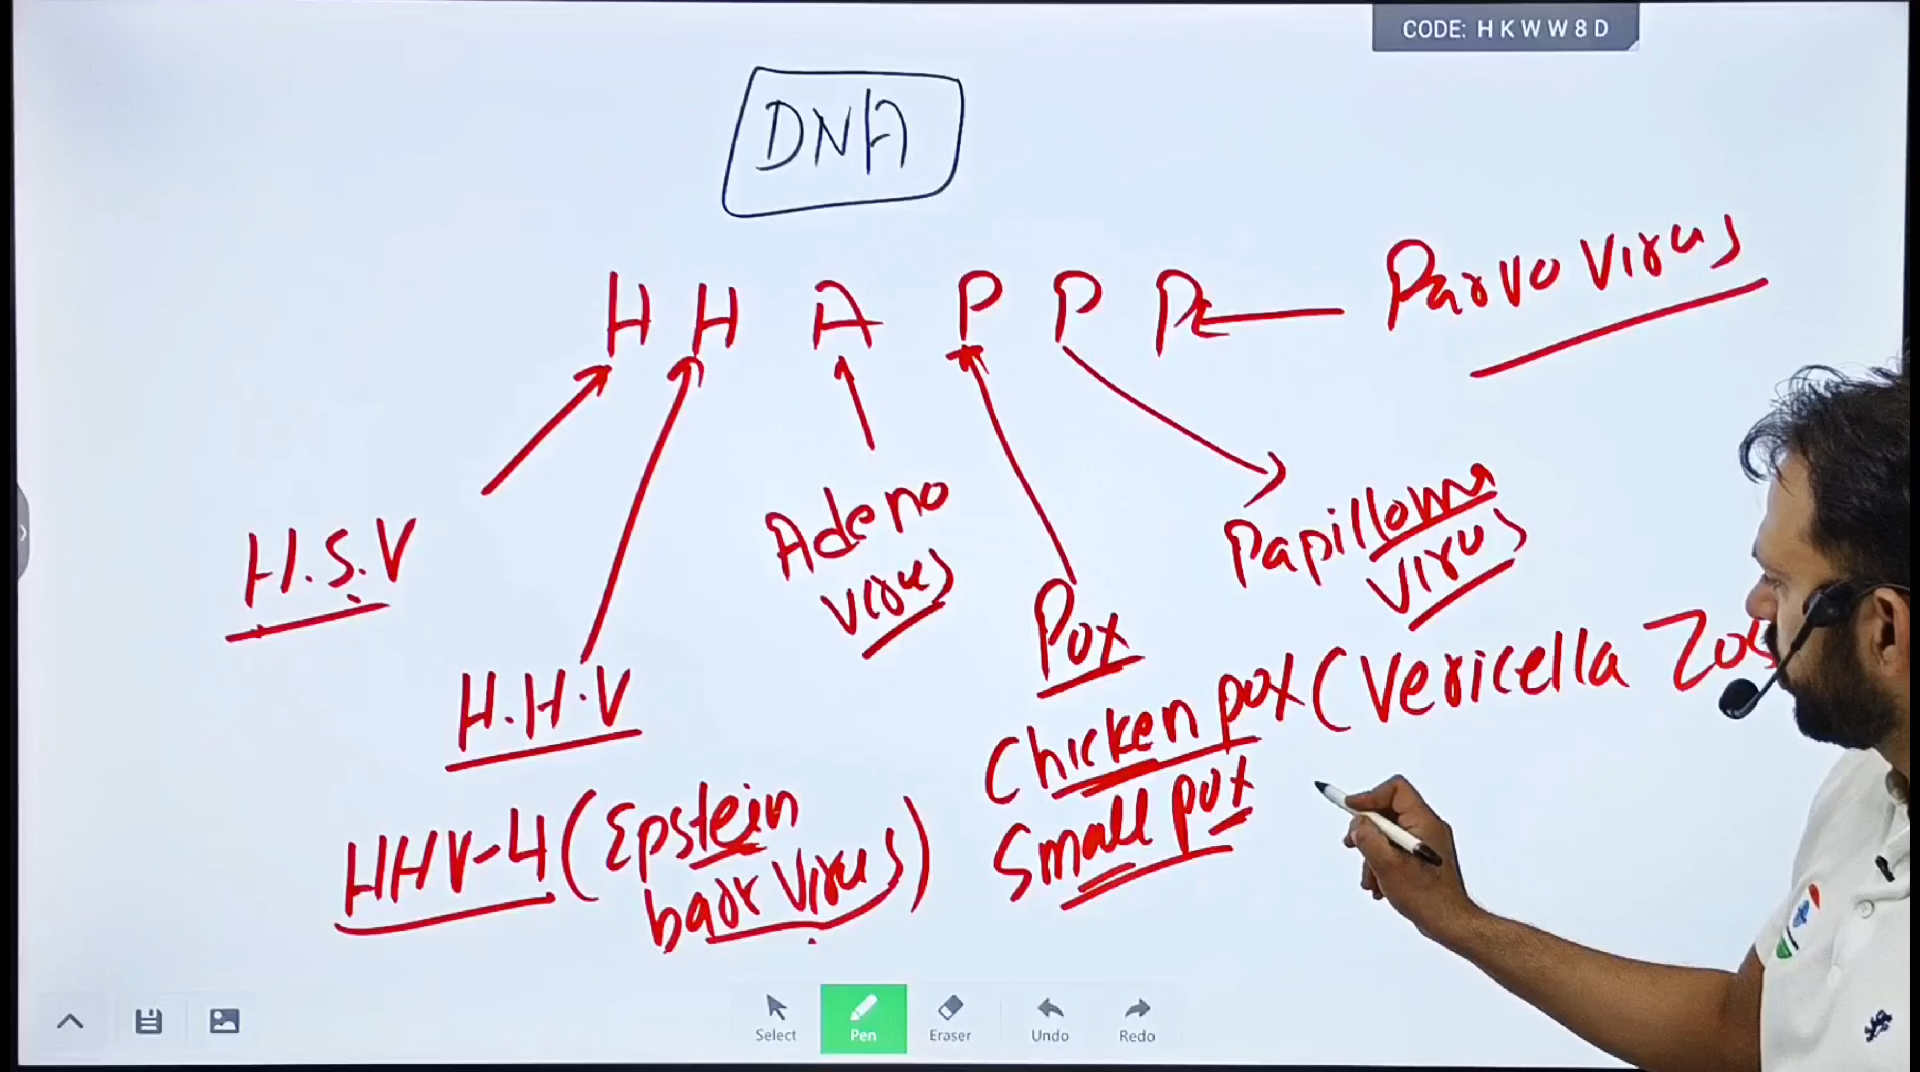 CODE: HKWW8D
DNA
H H A P P P
Parvo virus
H.S.V
Adeno
virus
Papilloma
virus
Pox
H.H.V
Chicken pox (Vericella
Small pox
HHV-4 (Epstein
barr virus)
Select
Pen
Eraser
Undo
Redo